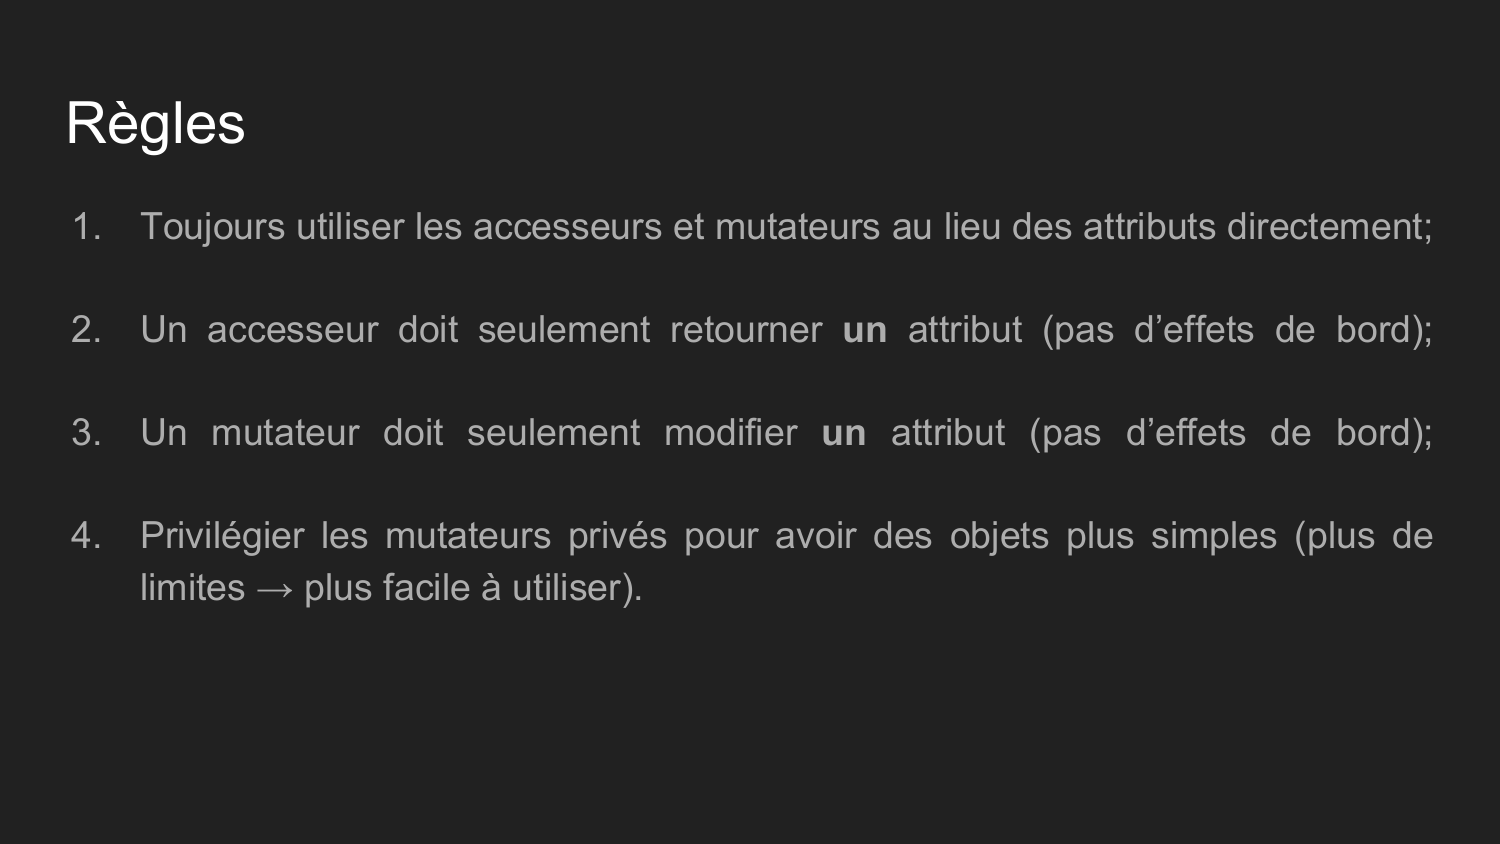 Règles
1. Toujours utiliser les accesseurs et mutateurs au lieu des attributs directement;
2. Un accesseur doit seulement retourner un attribut (pas d’effets de bord);
3. Un mutateur doit seulement modifier un attribut (pas d’effets de bord);
4. Privilégier les mutateurs privés pour avoir des objets plus simples (plus de
limites → plus facile à utiliser).